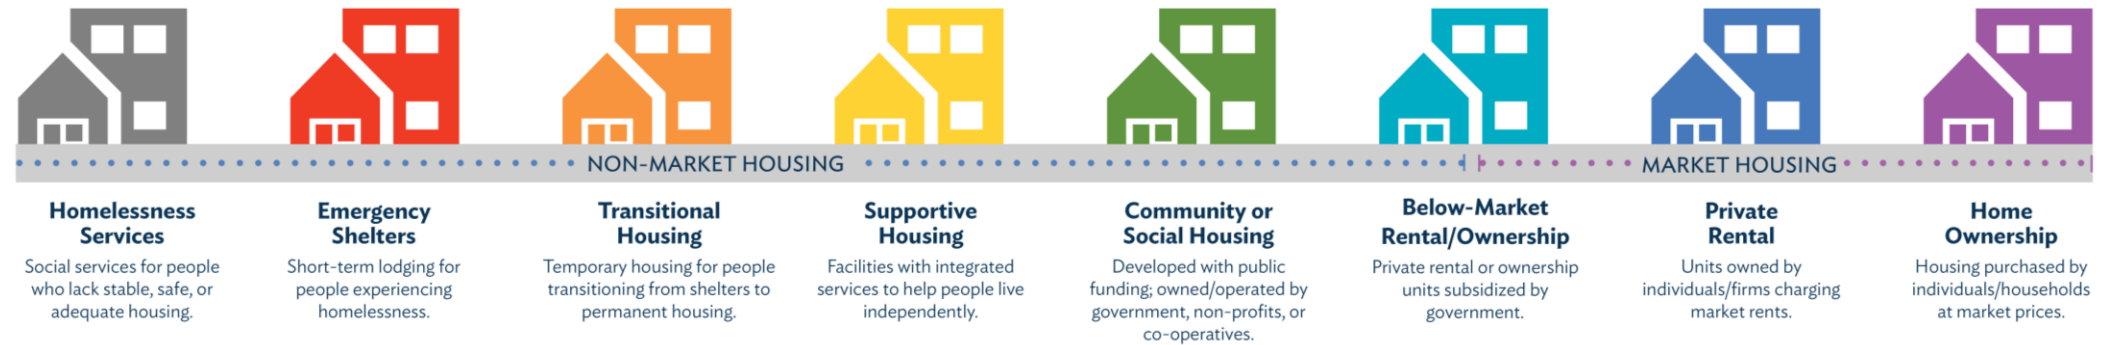 NON-MARKET HOUSING
MARKET HOUSING
Homelessness
Services
Social services for people
who lack stable, safe, or
adequate housing.
Emergency
Shelters
Short-term lodging for
people experiencing
homelessness.
Transitional
Housing
Temporary housing for people
transitioning from shelters to
permanent housing.
Supportive
Housing
Facilities with integrated
services to help people live
independently.
Community or
Social Housing
Developed with public
funding; owned/operated by
government, non-profits, or
co-operatives.
Below-Market
Rental/Ownership
Private rental or ownership
units subsidized by
government.
Private
Rental
Units owned by
individuals/firms charging
market rents.
Home
Ownership
Housing purchased by
individuals/households
at market prices.